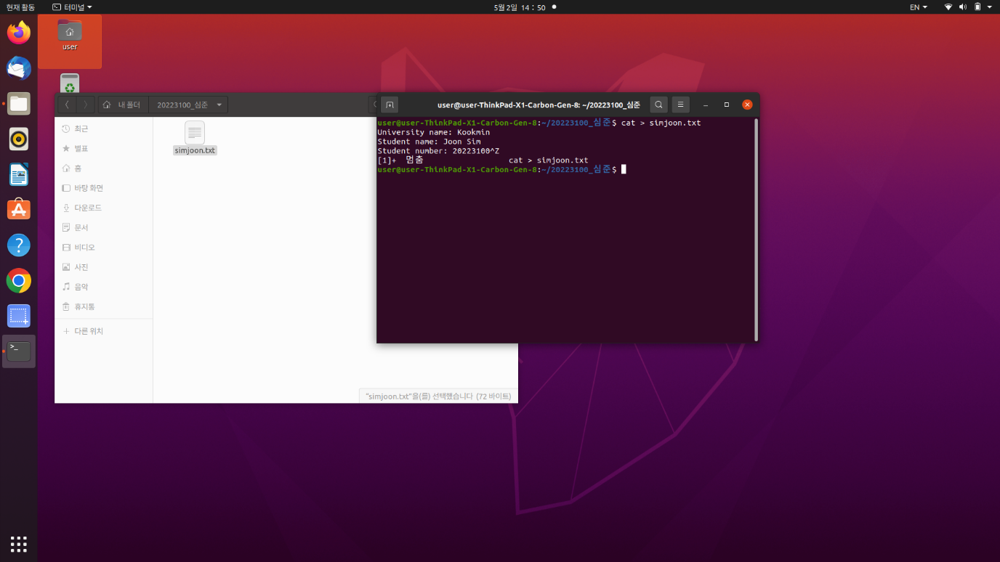 현재 활동
터미널
5월 2일 14 : 50
EN
user
내 폴더
20223100_심준
최근
별표
홈
바탕 화면
다운로드
문서
비디오
사진
음악
휴지통
+ 다른 위치
simjoon.txt
"simjoon.txt"을(를) 선택했습니다 (72 바이트)
user@user-ThinkPad-X1-Carbon-Gen-8: ~/20223100_심준
user@user-ThinkPad-X1-Carbon-Gen-8:~/20223100_심준$ cat > simjoon.txt
University name: Kookmin
Student name: Joon Sim
Student number: 20223100^Z
[1]+ 멈춤 cat > simjoon.txt
user@user-ThinkPad-X1-Carbon-Gen-8:~/20223100_심준$